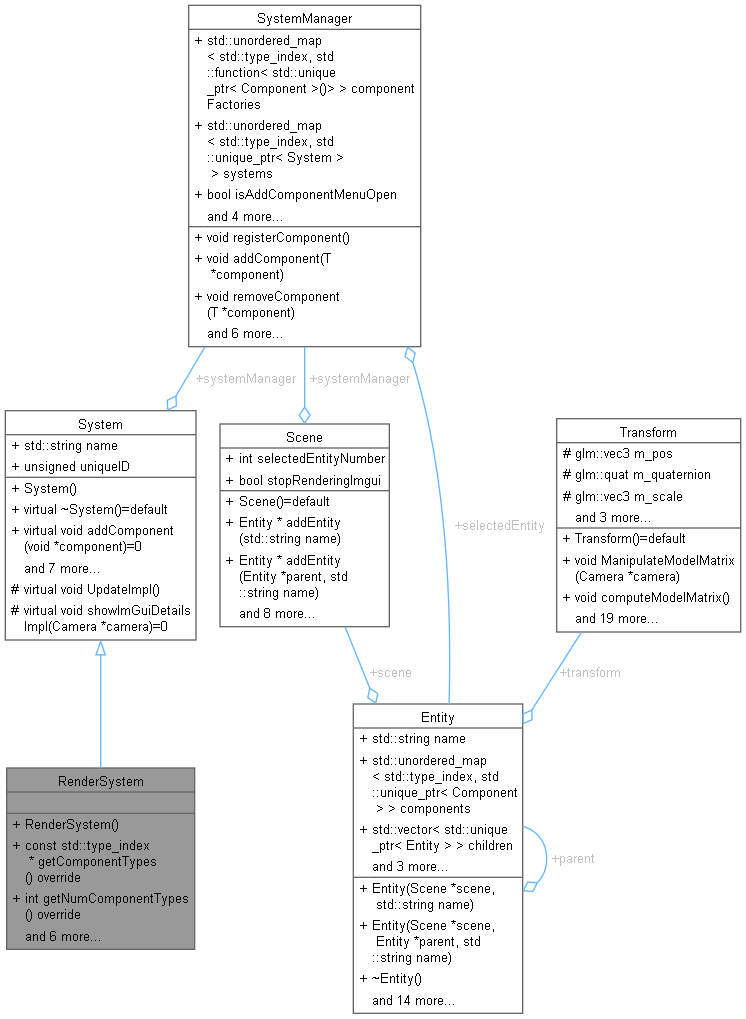 SystemManager
+ std::unordered_map
< std::type_index, std
::function< std::unique
_ptr< Component >()> > component
Factories
+ std::unordered_map
< std::type_index, std
::unique_ptr< System >
> systems
+ bool isAddComponentMenuOpen
and 4 more...
+ void registerComponent()
+ void addComponent(T
*component)
+ void removeComponent
(T *component)
and 6 more...
+systemManager
+systemManager
System
+ std::string name
+ unsigned uniqueID
+ System()
+ virtual ~System()=default
+ virtual void addComponent
(void *component)=0
and 7 more...
# virtual void UpdateImpl()
# virtual void showImGuiDetails
Impl(Camera *camera)=0
Scene
+ int selectedEntityNumber
+ bool stopRenderingImgui
+ Scene()=default
+ Entity * addEntity
(std::string name)
+ Entity * addEntity
(Entity *parent, std
::string name)
and 8 more...
+selectedEntity
Transform
# glm::vec3 m_pos
# glm::quat m_quaternion
# glm::vec3 m_scale
and 3 more...
+ Transform()=default
+ void ManipulateModelMatrix
(Camera *camera)
+ void computeModelMatrix()
and 19 more...
+scene
+transform
RenderSystem
+ RenderSystem()
+ const std::type_index
* getComponentTypes
() override
+ int getNumComponentTypes
() override
and 6 more...
Entity
+ std::string name
+ std::unordered_map
< std::type_index, std
::unique_ptr< Component
> > components
+ std::vector< std::unique
_ptr< Entity > > children
and 3 more...
+ Entity(Scene *scene,
std::string name)
+ Entity(Scene *scene,
Entity *parent, std
::string name)
+ ~Entity()
and 14 more...
+parent